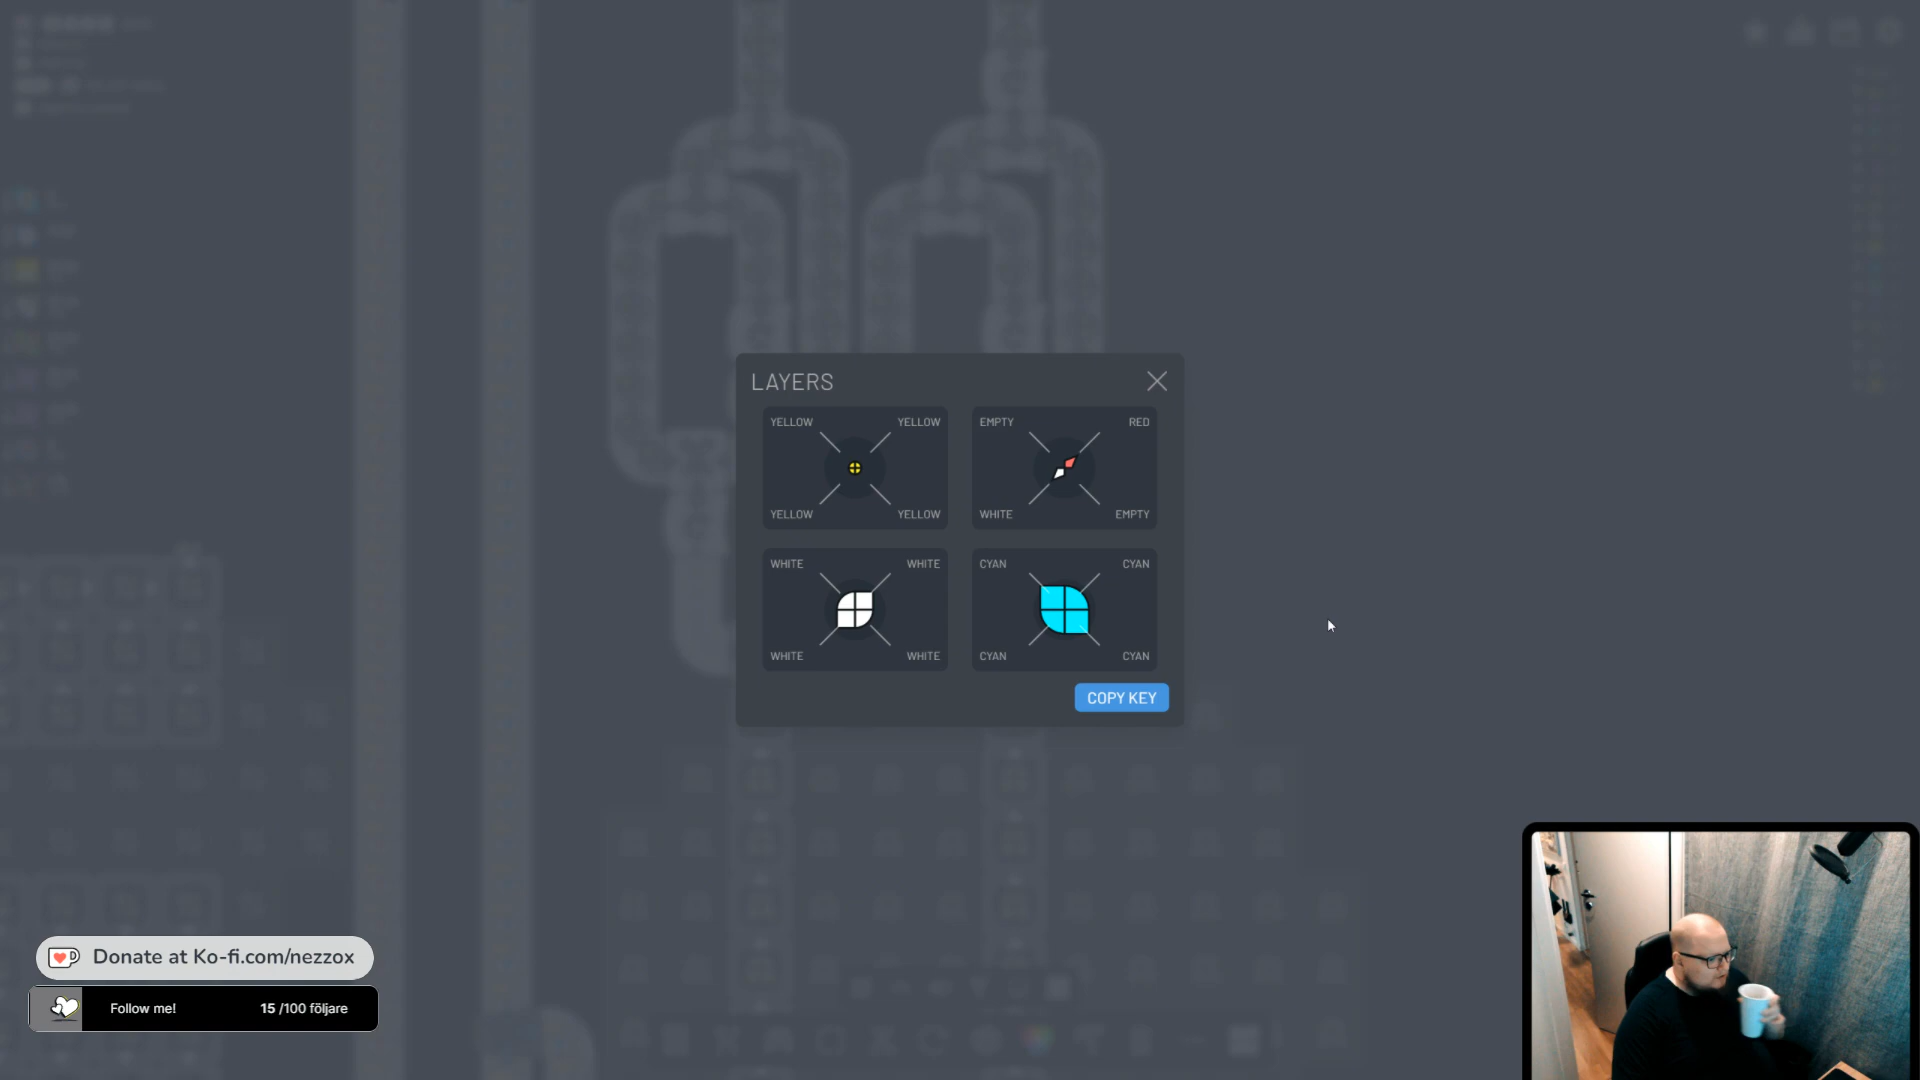 LAYERS
YELLOW YELLOW
YELLOW YELLOW
EMPTY RED
WHITE EMPTY
WHITE WHITE
WHITE WHITE
CYAN CYAN
CYAN CYAN
COPY KEY
Donate at Ko-fi.com/nezzox
Follow me! 15 /100 följare